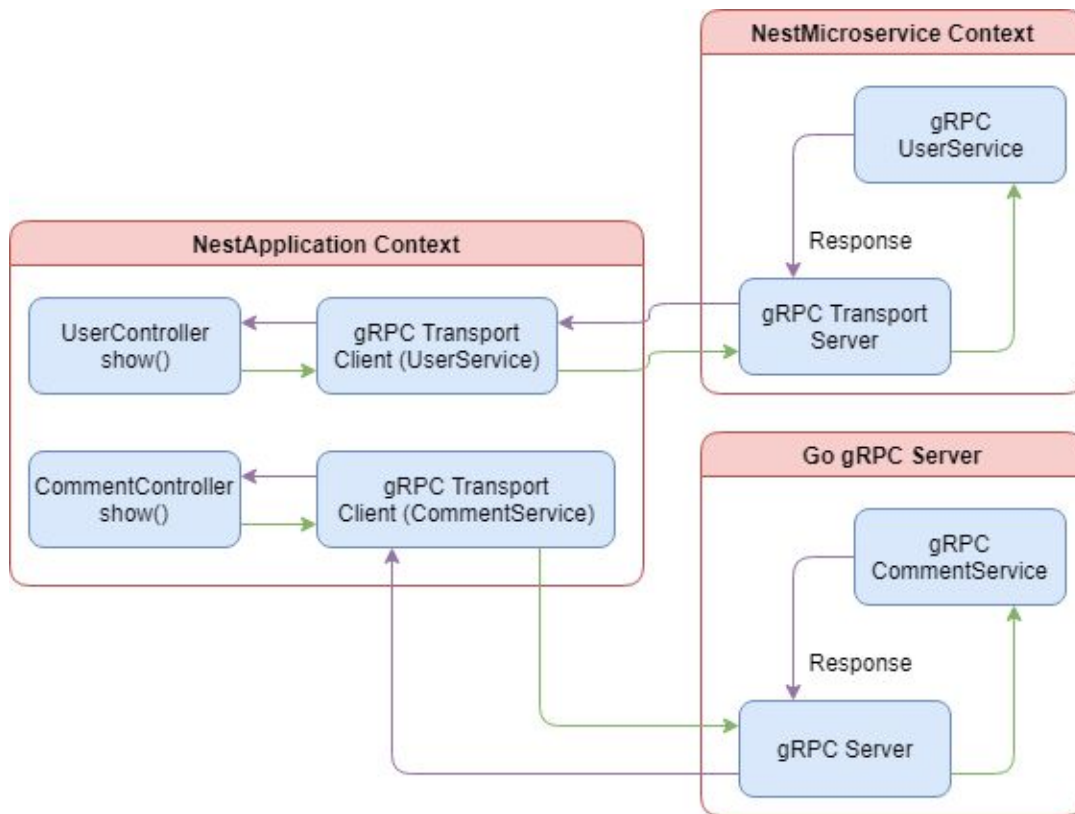 NestMicroservice Context
gRPC
UserService
Response
gRPC Transport
Server
NestApplication Context
UserController
show()
gRPC Transport
Client (UserService)
CommentController
show()
gRPC Transport
Client (CommentService)
Go gRPC Server
gRPC
CommentService
Response
gRPC Server